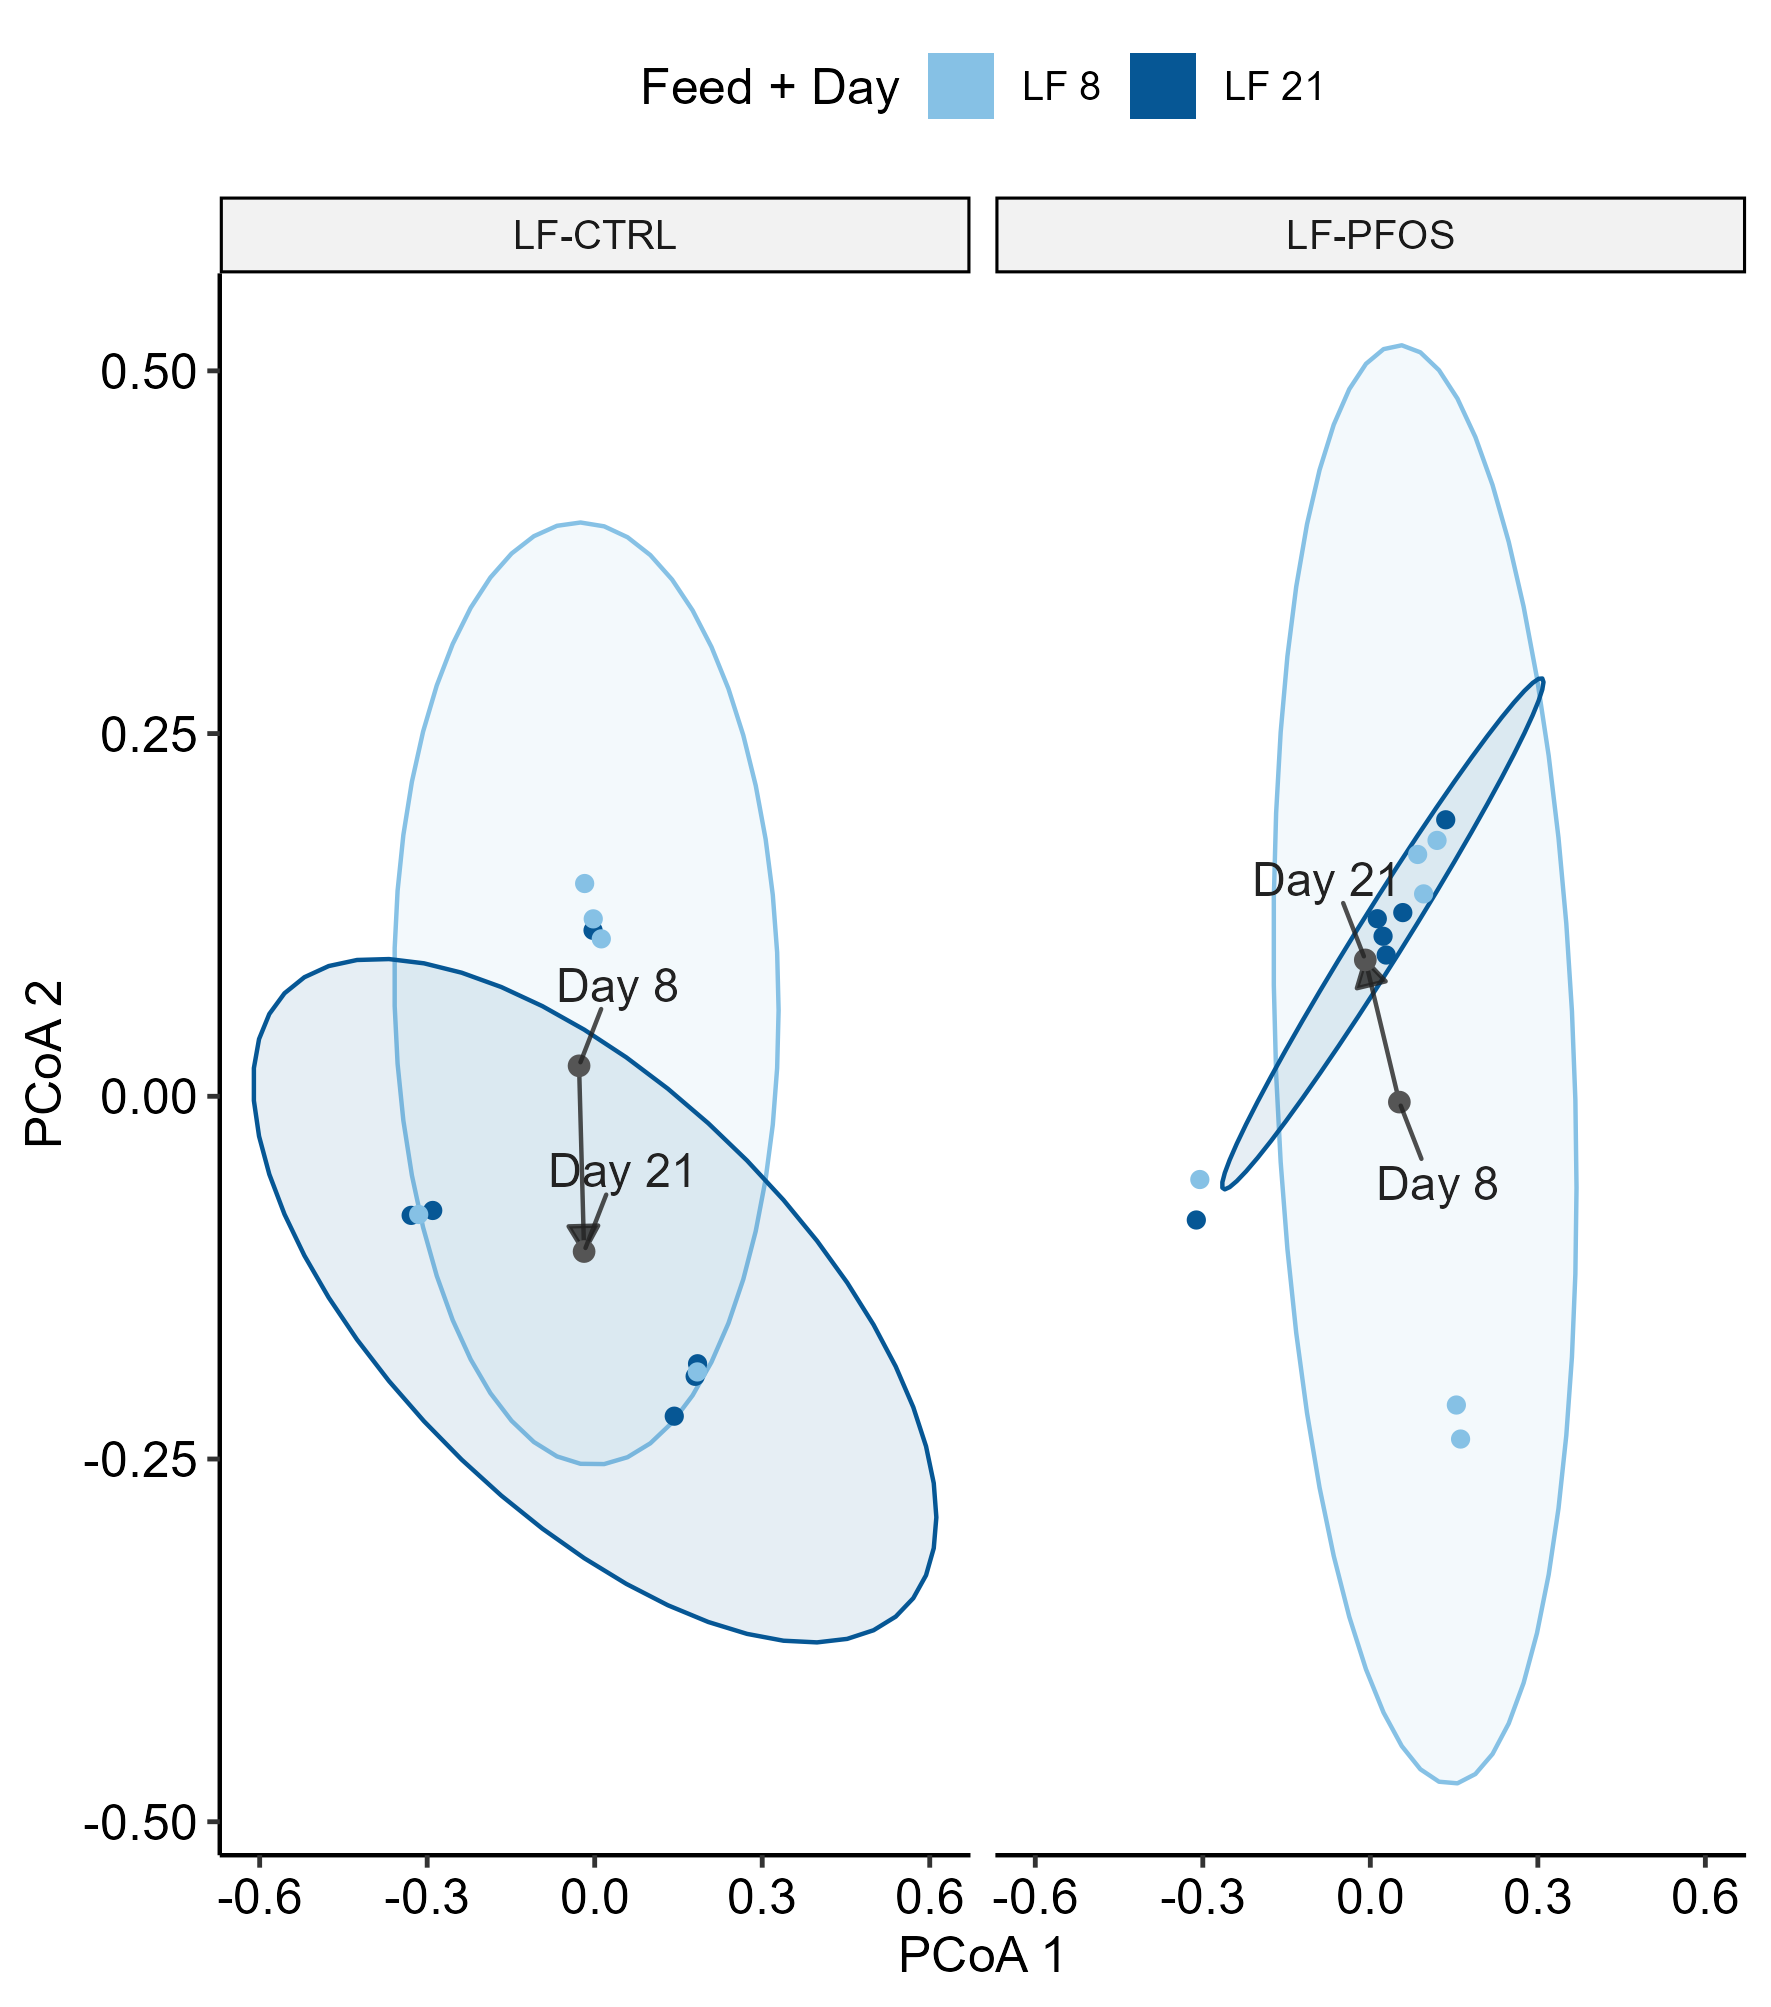 Feed + Day LF 8 LF 21
LF-CTRL LF-PFOS
0.50
0.25
0.00
-0.25
-0.50
PCoA 2
Day 8
Day 21
Day 21
Day 8
-0.6 -0.3 0.0 0.3 0.6 -0.6 -0.3 0.0 0.3 0.6
PCoA 1